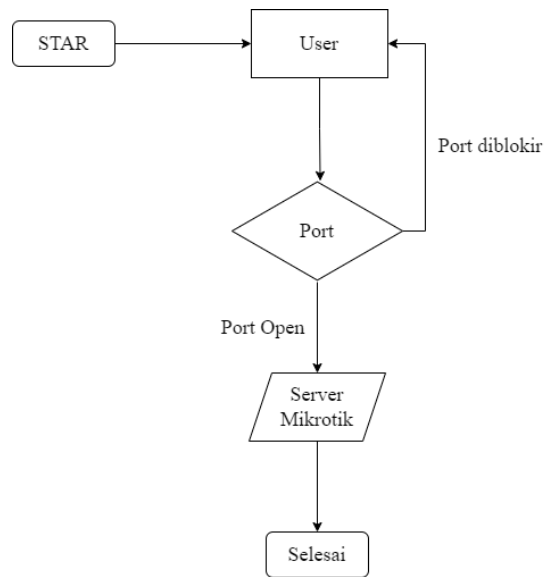 STAR
User
Port diblokir
Port
Port Open
Server
Mikrotik
Selesai